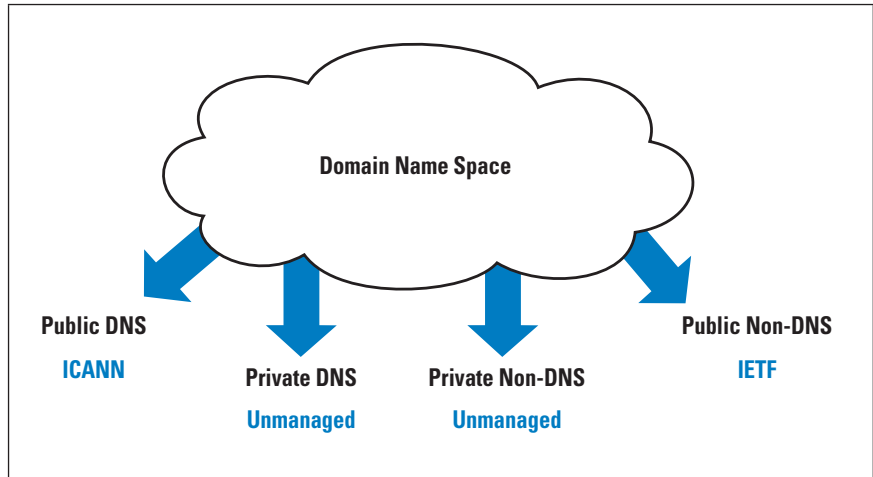 Domain Name Space
Public DNS
ICANN
Private DNS
Unmanaged
Private Non-DNS
Unmanaged
Public Non-DNS
IETF